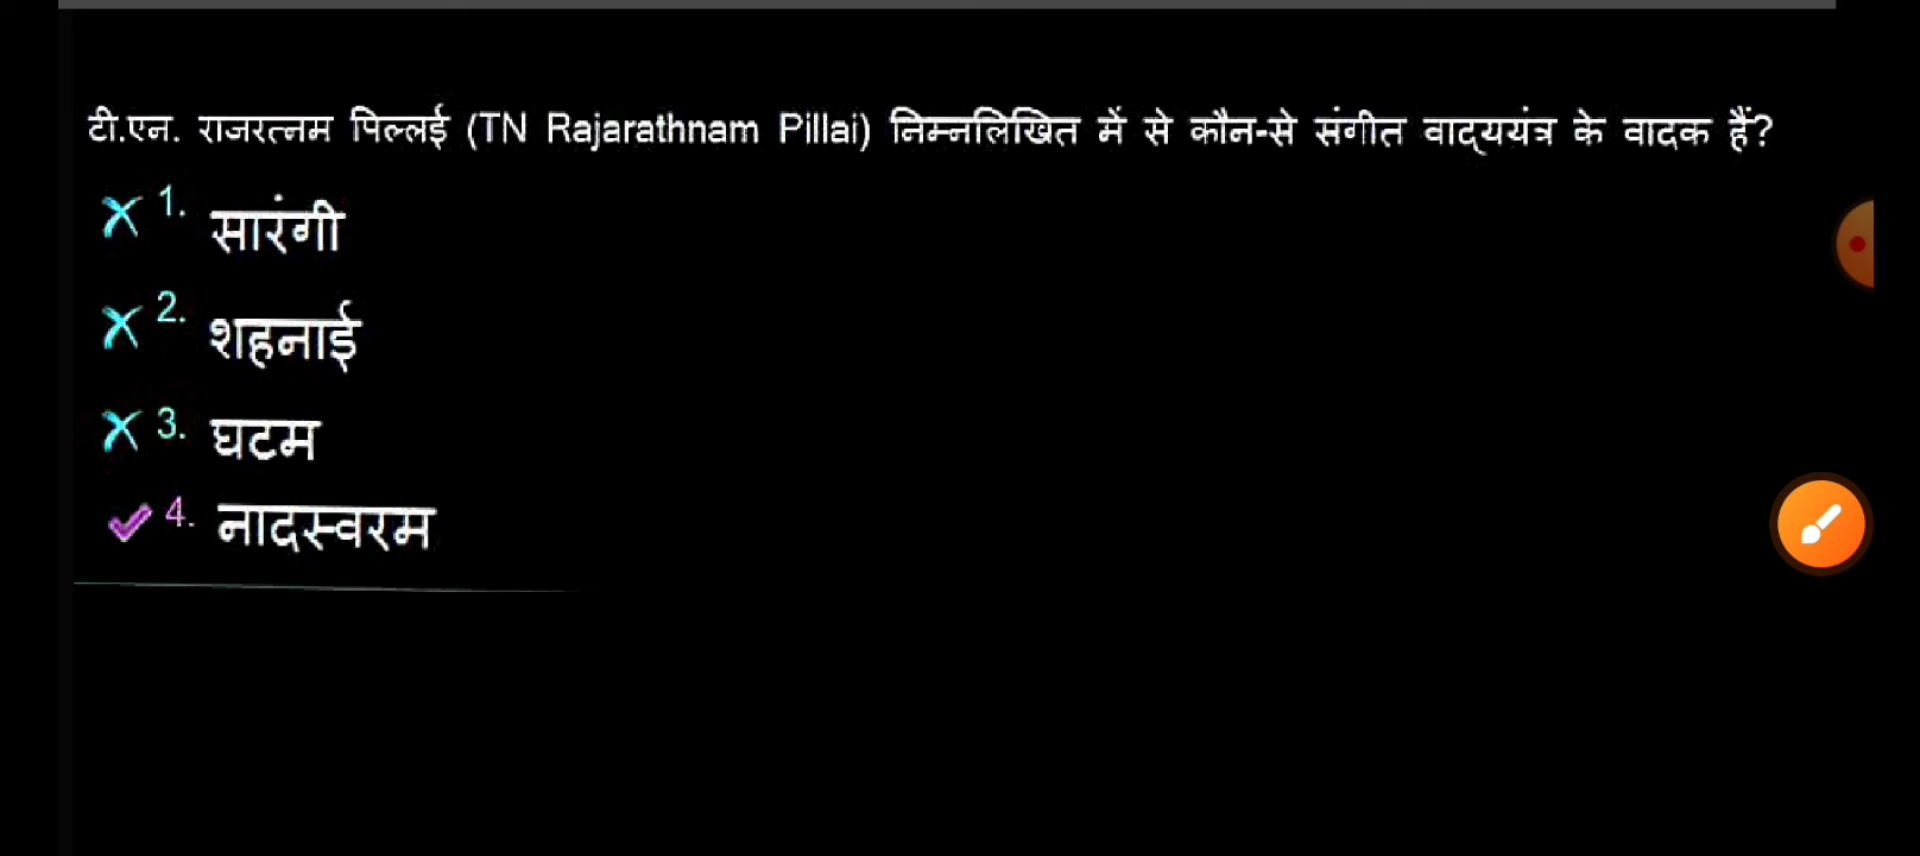 टी.एन. राजरत्नम पिल्लई (TN Rajarathnam Pillai) निम्नलिखित में से कौन-से संगीत वाद्ययंत्र के वादक हैं?
1. सारंगी
2. शहनाई
3. घटम
4. नादस्वरम